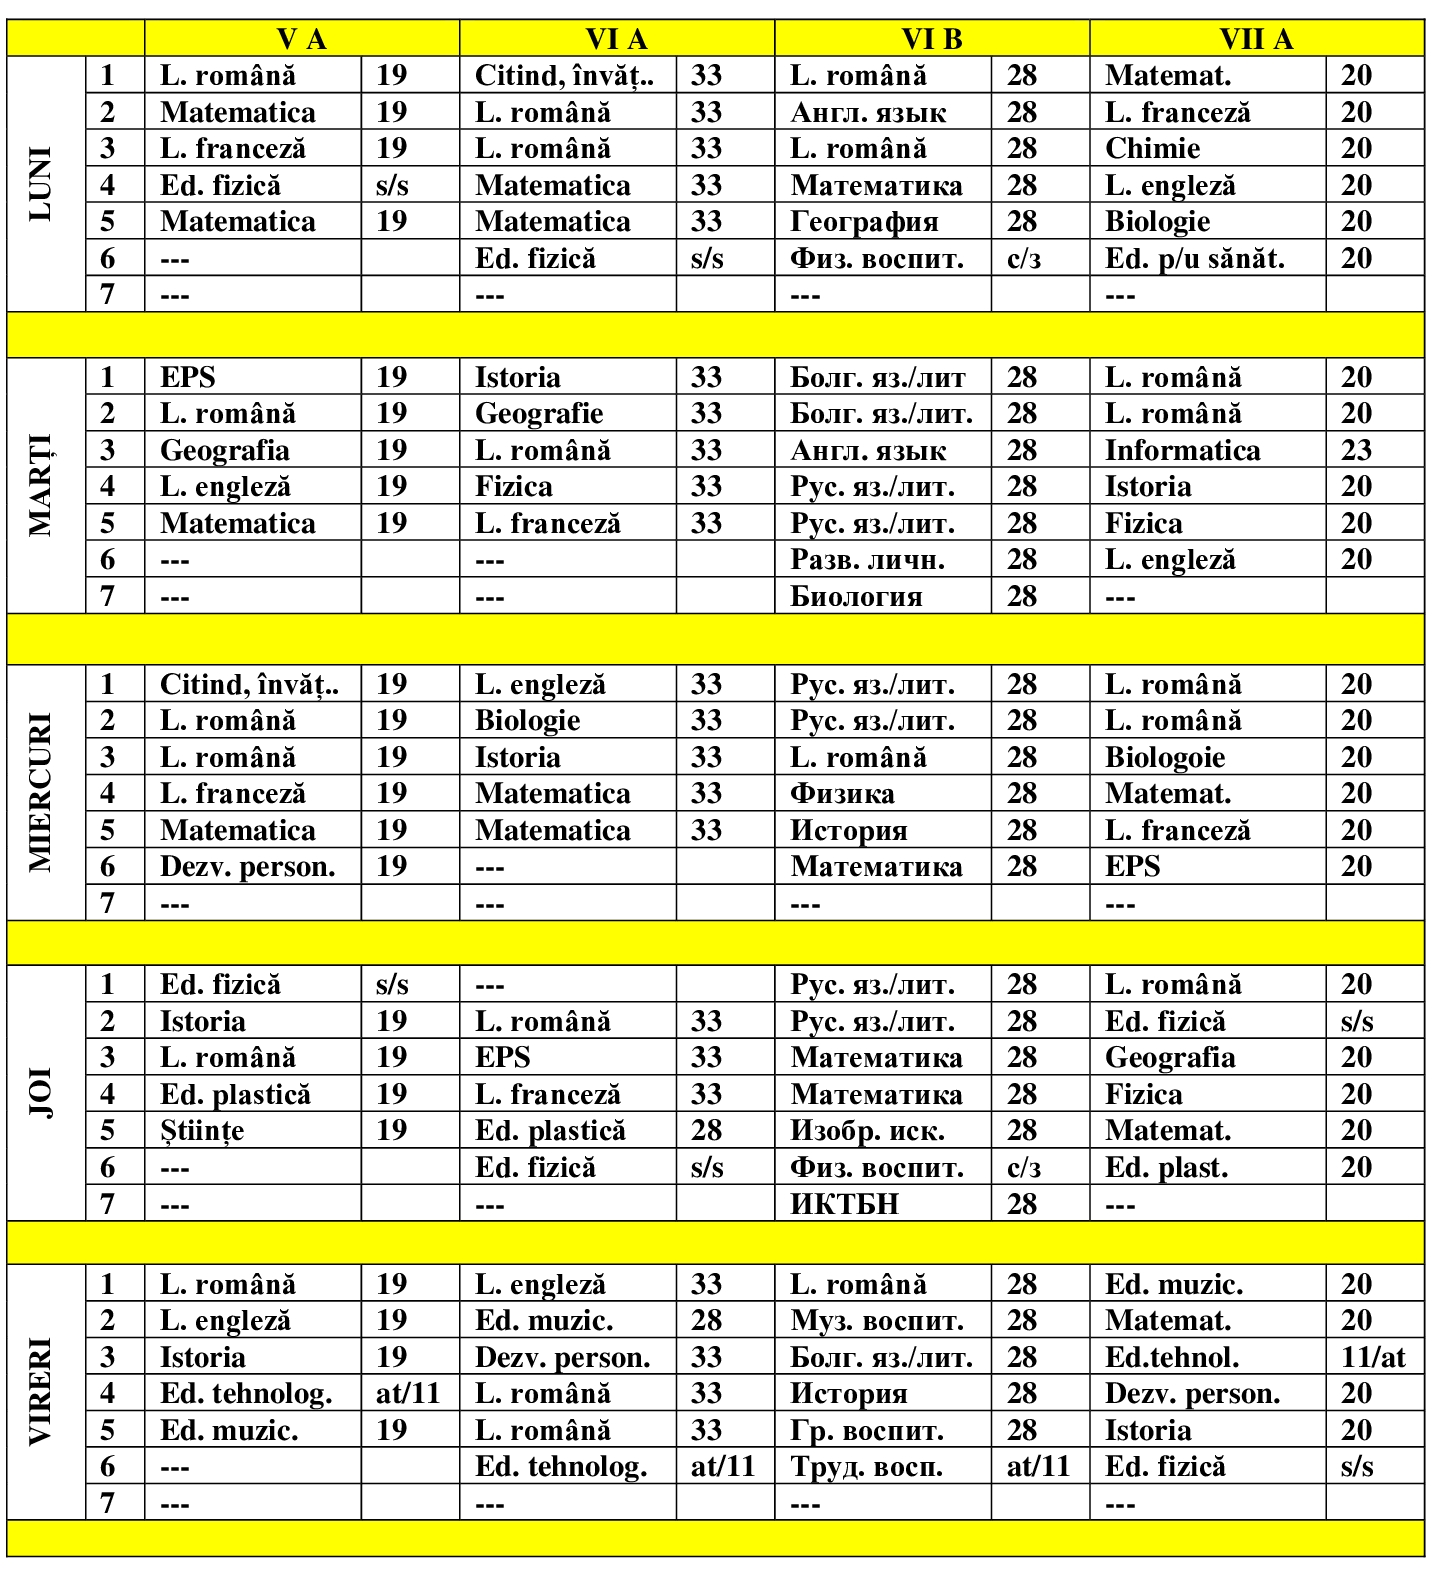 V A VI A VI B VII A
LUNI
1 L. română 19 Citind, învăț.. 33 L. română 28 Matemat. 20
2 Matematica 19 L. română 33 Англ. язык 28 L. franceză 20
3 L. franceză 19 L. română 33 L. română 28 Chimie 20
4 Ed. fizică s/s Matematica 33 Математика 28 L. engleză 20
5 Matematica 19 Matematica 33 География 28 Biologie 20
6 --- Ed. fizică s/s Физ. воспит. с/з Ed. p/u sănăt. 20
7 --- --- --- ---
MARȚI
1 EPS 19 Istoria 33 Болг. яз./лит 28 L. română 20
2 L. română 19 Geografie 33 Болг. яз./лит. 28 L. română 20
3 Geografia 19 L. română 33 Англ. язык 28 Informatica 23
4 L. engleză 19 Fizica 33 Рус. яз./лит. 28 Istoria 20
5 Matematica 19 L. franceză 33 Рус. яз./лит. 28 Fizica 20
6 --- --- Разв. личн. 28 L. engleză 20
7 --- --- Биология 28 ---
MIERCURI
1 Citind, învăț.. 19 L. engleză 33 Рус. яз./лит. 28 L. română 20
2 L. română 19 Biologie 33 Рус. яз./лит. 28 L. română 20
3 L. română 19 Istoria 33 L. română 28 Biologoie 20
4 L. franceză 19 Matematica 33 Физика 28 Matemat. 20
5 Matematica 19 Matematica 33 История 28 L. franceză 20
6 Dezv. person. 19 --- Математика 28 EPS 20
7 --- --- --- ---
JOI
1 Ed. fizică s/s --- Рус. яз./лит. 28 L. română 20
2 Istoria 19 L. română 33 Рус. яз./лит. 28 Ed. fizică s/s
3 L. română 19 EPS 33 Математика 28 Geografia 20
4 Ed. plastică 19 L. franceză 33 Математика 28 Fizica 20
5 Științe 19 Ed. plastică 28 Изобр. иск. 28 Matemat. 20
6 --- Ed. fizică s/s Физ. воспит. с/з Ed. plast. 20
7 --- --- ИКТБН 28 ---
VIRERI
1 L. română 19 L. engleză 33 L. română 28 Ed. muzic. 20
2 L. engleză 19 Ed. muzic. 28 Муз. воспит. 28 Matemat. 20
3 Istoria 19 Dezv. person. 33 Болг. яз./лит. 28 Ed.tehnol. 11/at
4 Ed. tehnolog. at/11 L. română 33 История 28 Dezv. person. 20
5 Ed. muzic. 19 L. română 33 Гр. воспит. 28 Istoria 20
6 --- Ed. tehnolog. at/11 Труд. восп. at/11 Ed. fizică s/s
7 --- --- --- ---